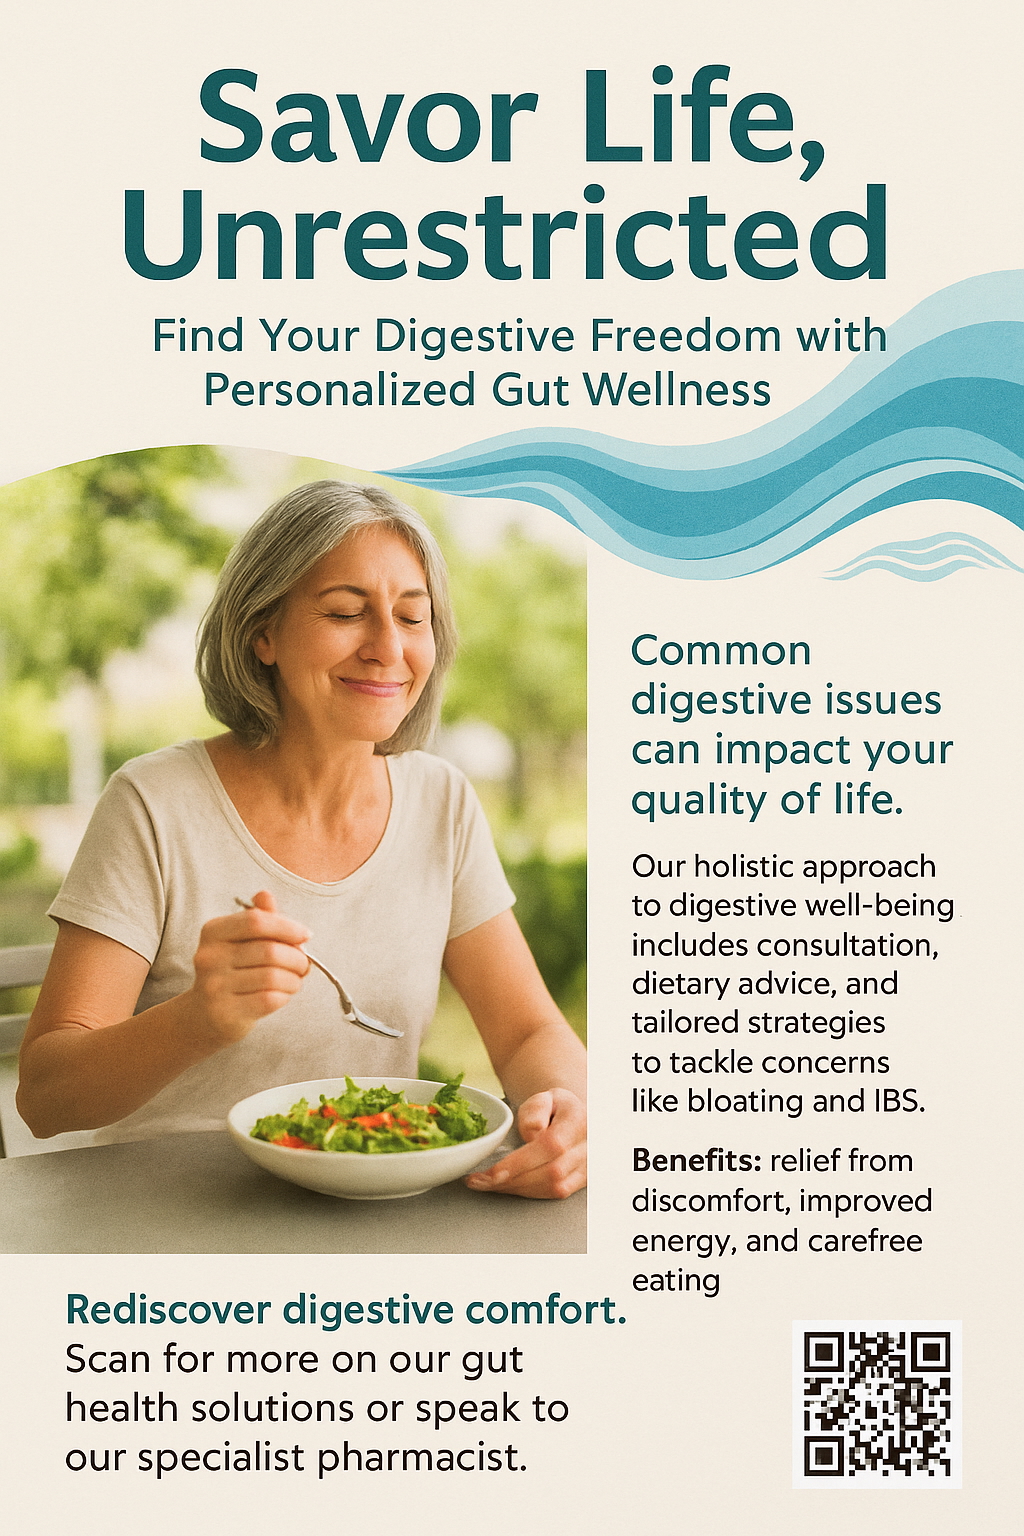 Savor Life,
Unrestricted
Find Your Digestive Freedom with
Personalized Gut Wellness
Common
digestive issues
can impact your
quality of life.
Our holistic approach
to digestive well-being
includes consultation,
dietary advice, and
tailored strategies
to tackle concerns
like bloating and IBS.
Benefits: relief from
discomfort, improved
energy, and carefree
eating
Rediscover digestive comfort.
Scan for more on our gut
health solutions or speak to
our specialist pharmacist.